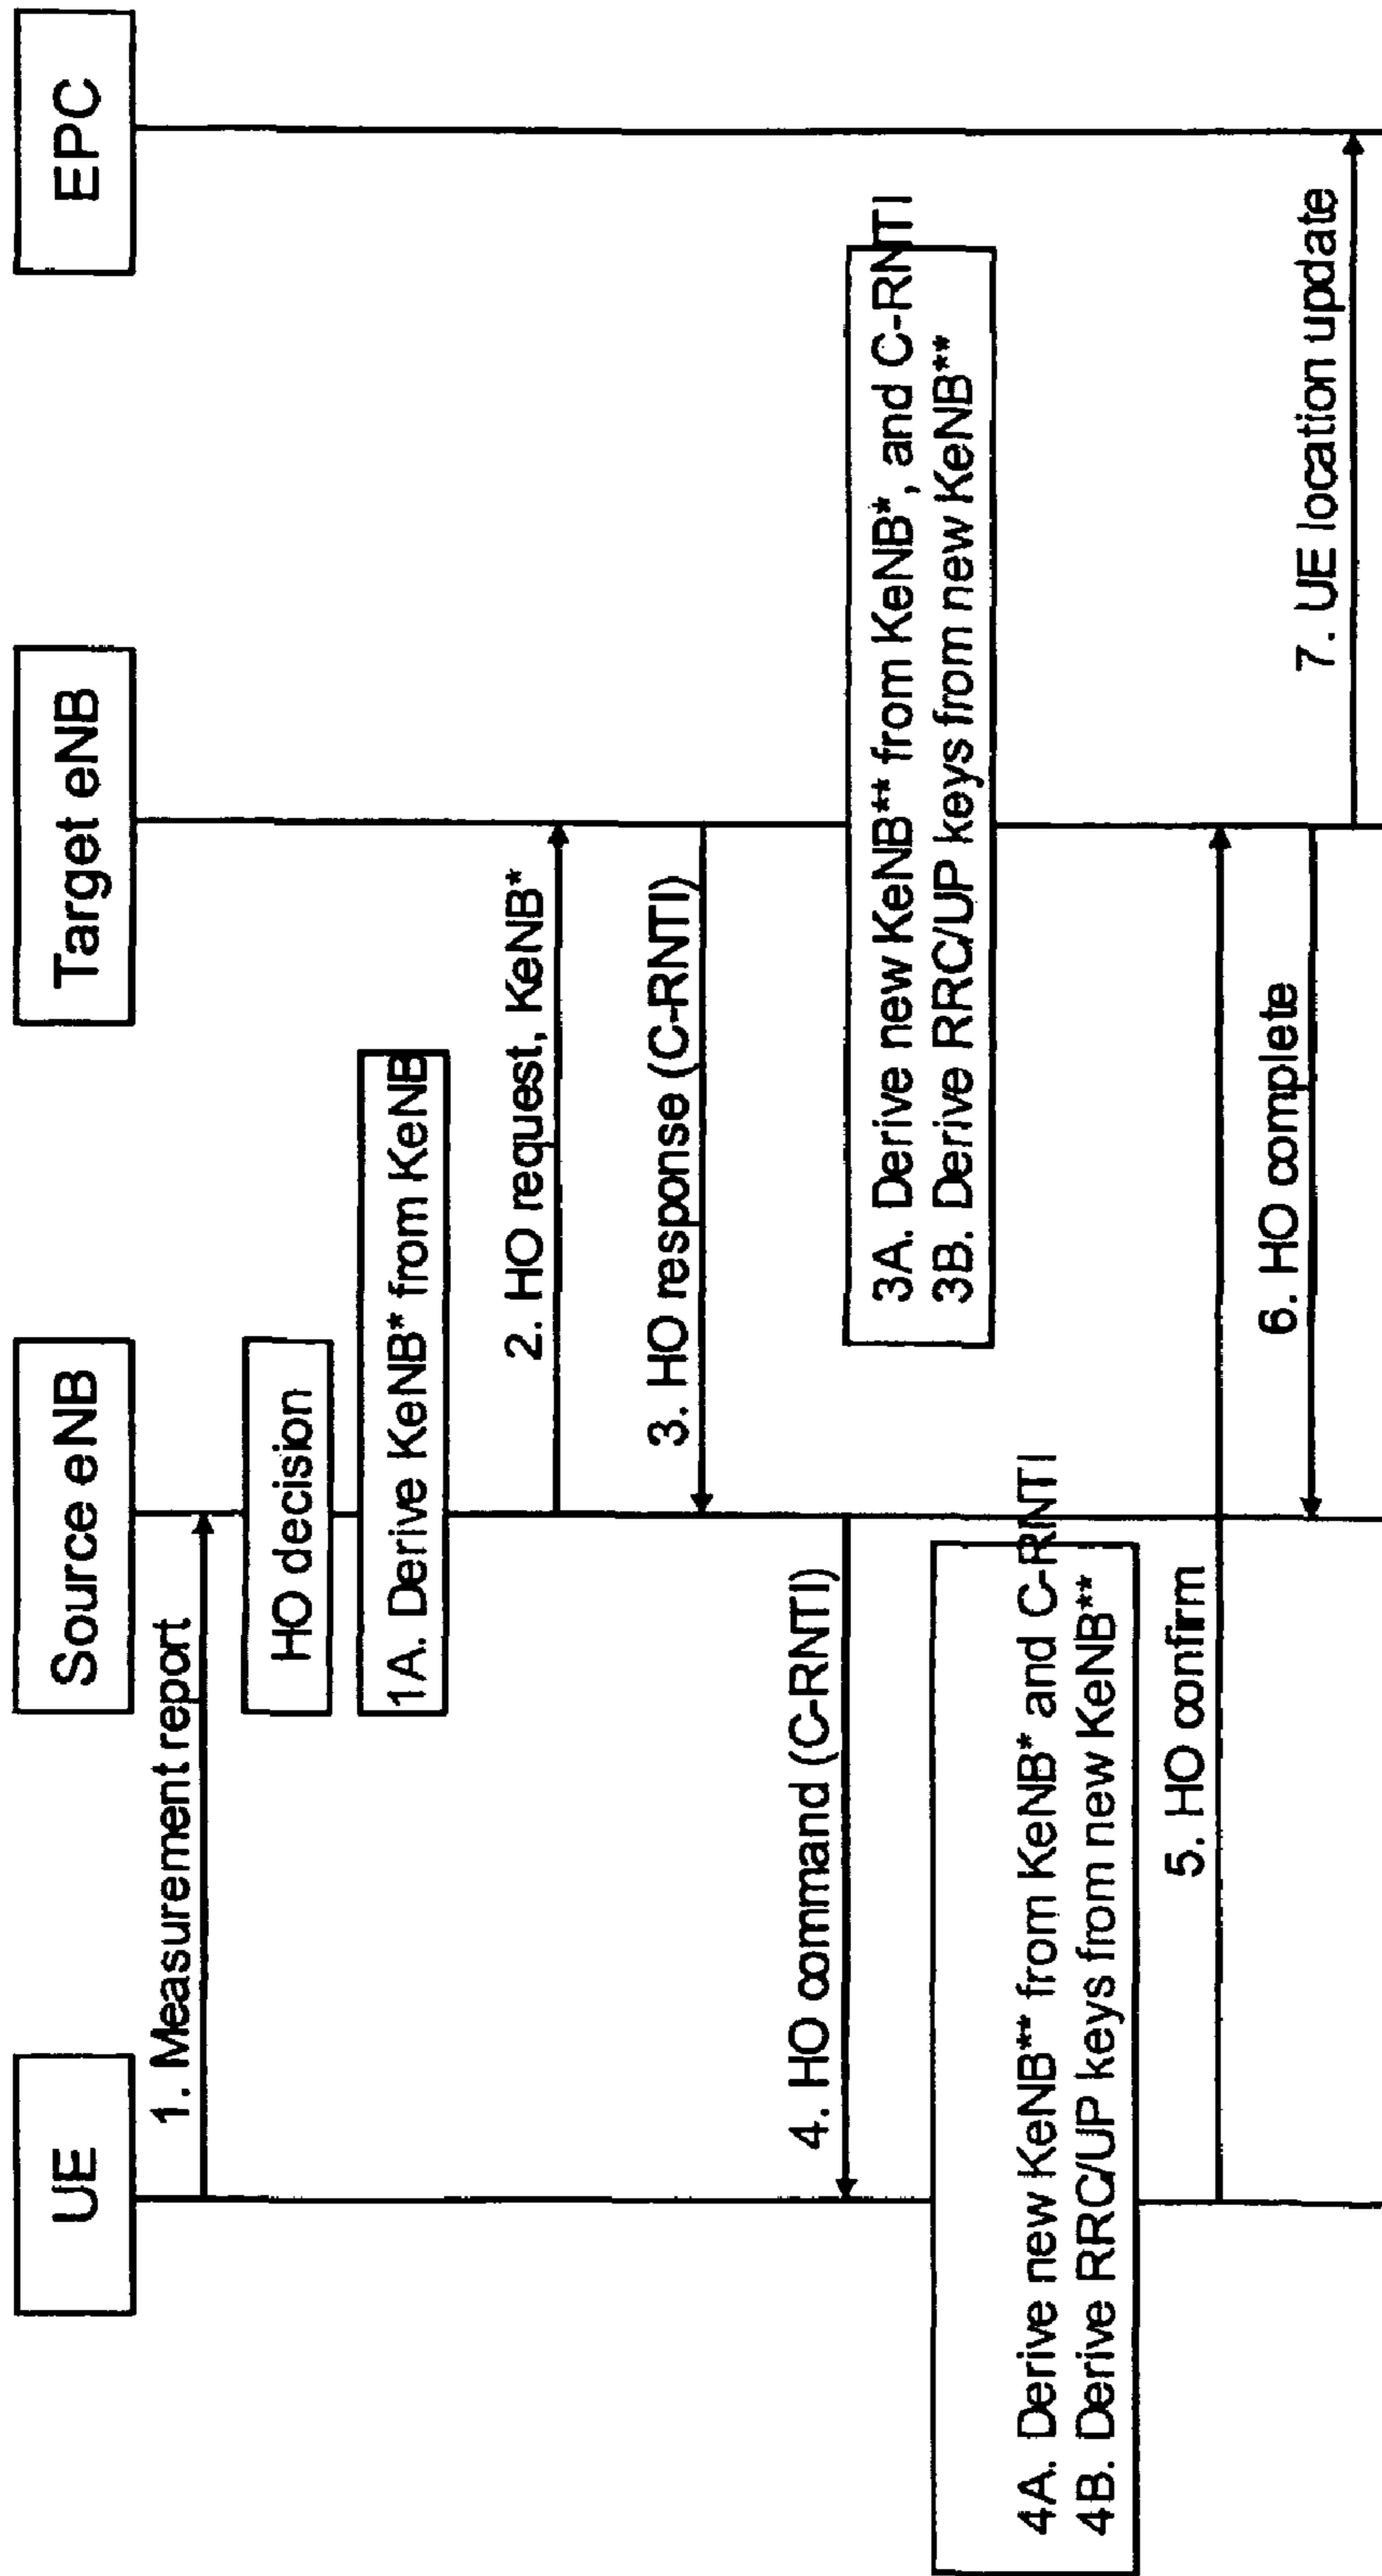 UE
Source eNB
Target eNB
EPC
1. Measurement report
HO decision
1A. Derive KeNB* from KeNB
2. HO request, KeNB*
3. HO response (C-RNTI)
4. HO command (C-RNTI)
3A. Derive new KeNB** from KeNB*, and C-RNTI
3B. Derive RRC/UP keys from new KeNB**
4A. Derive new KeNB** from KeNB* and C-RNTI
4B. Derive RRC/UP keys from new KeNB**
5. HO confirm
6. HO complete
7. UE location update